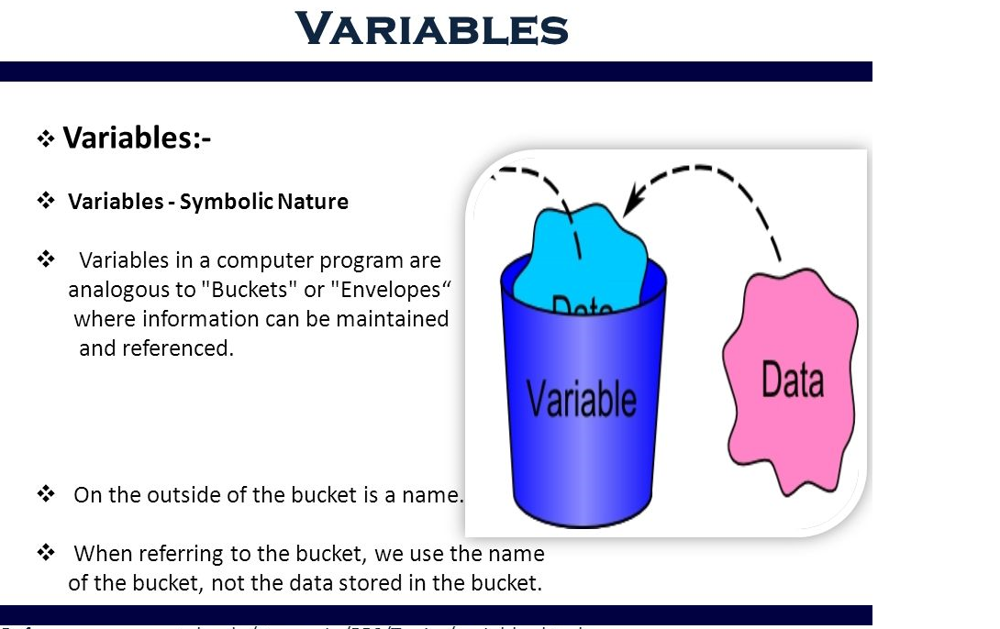 VARIABLES
❖ Variables:-
❖ Variables - Symbolic Nature
❖ Variables in a computer program are
analogous to "Buckets" or "Envelopes“
where information can be maintained
and referenced.
Data
Variable
Data
❖ On the outside of the bucket is a name.
❖ When referring to the bucket, we use the name
of the bucket, not the data stored in the bucket.